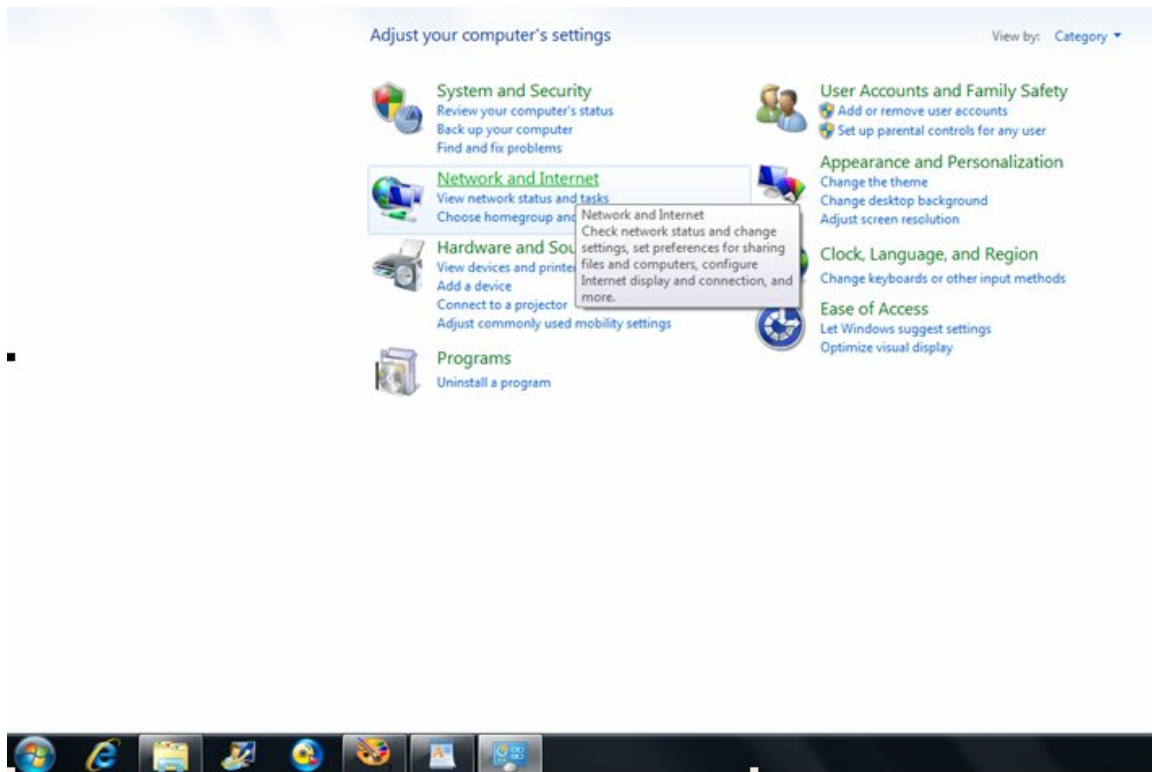 Adjust your computer's settings
View by: Category
System and Security
Review your computer's status
Back up your computer
Find and fix problems
Network and Internet
View network status and tasks
Choose homegroup and
Network and Internet
Check network status and change
settings, set preferences for sharing
files and computers, configure
Internet display and connection, and
more.
Hardware and Sou
View devices and printe
Add a device
Connect to a projector
Adjust commonly used mobility settings
Programs
Uninstall a program
User Accounts and Family Safety
Add or remove user accounts
Set up parental controls for any user
Appearance and Personalization
Change the theme
Change desktop background
Adjust screen resolution
Clock, Language, and Region
Change keyboards or other input methods
Ease of Access
Let Windows suggest settings
Optimize visual display